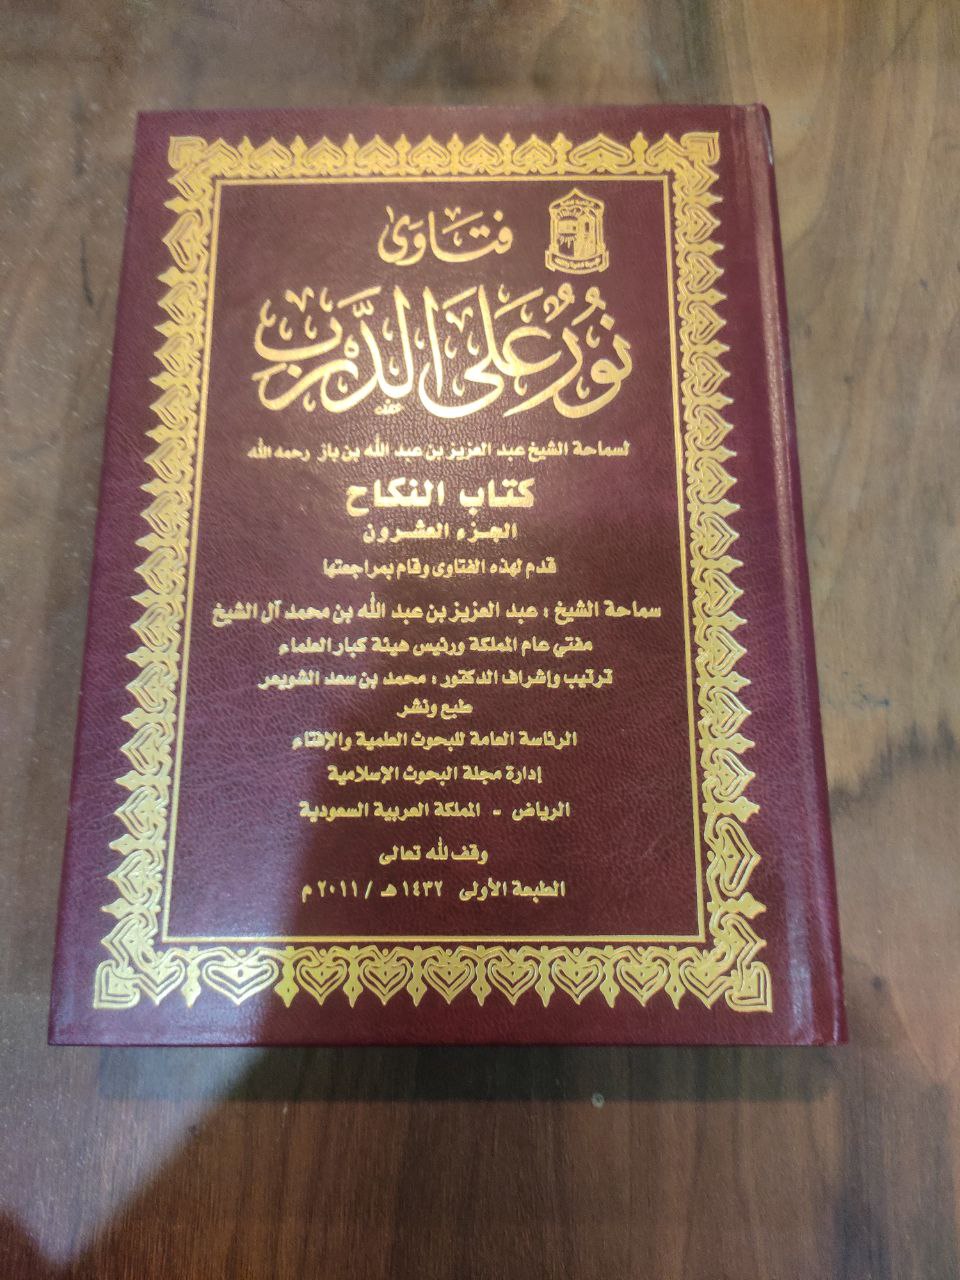 فتاوى
نُورٌ عَلَى الدَّرْبِ
لسماحة الشيخ عبد العزيز بن عبد الله بن باز رحمه الله
كتاب النكاح
الجزء العشرون
قدم لهذه الفتاوى وقام بمراجعتها
سماحة الشيخ : عبد العزيز بن عبد الله بن محمد آل الشيخ
مفتي عام المملكة ورئيس هيئة كبار العلماء
ترتيب وإشراف الدكتور : محمد بن سعد الشويعر
طبع ونشر
الرئاسة العامة للبحوث العلمية والإفتاء
إدارة مجلة البحوث الإسلامية
الرياض - المملكة العربية السعودية
وقف لله تعالى
الطبعة الأولى ١٤٣٢ هـ / ٢٠١١ م